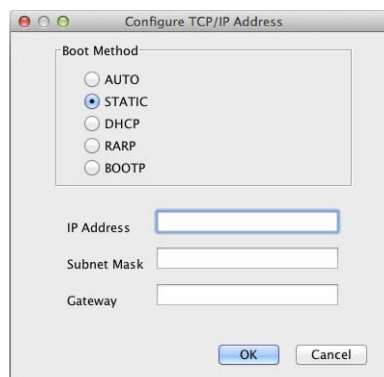 Configure TCP/IP Address
Boot Method
AUTO
STATIC
DHCP
RARP
BOOTP
IP Address
Subnet Mask
Gateway
OK Cancel